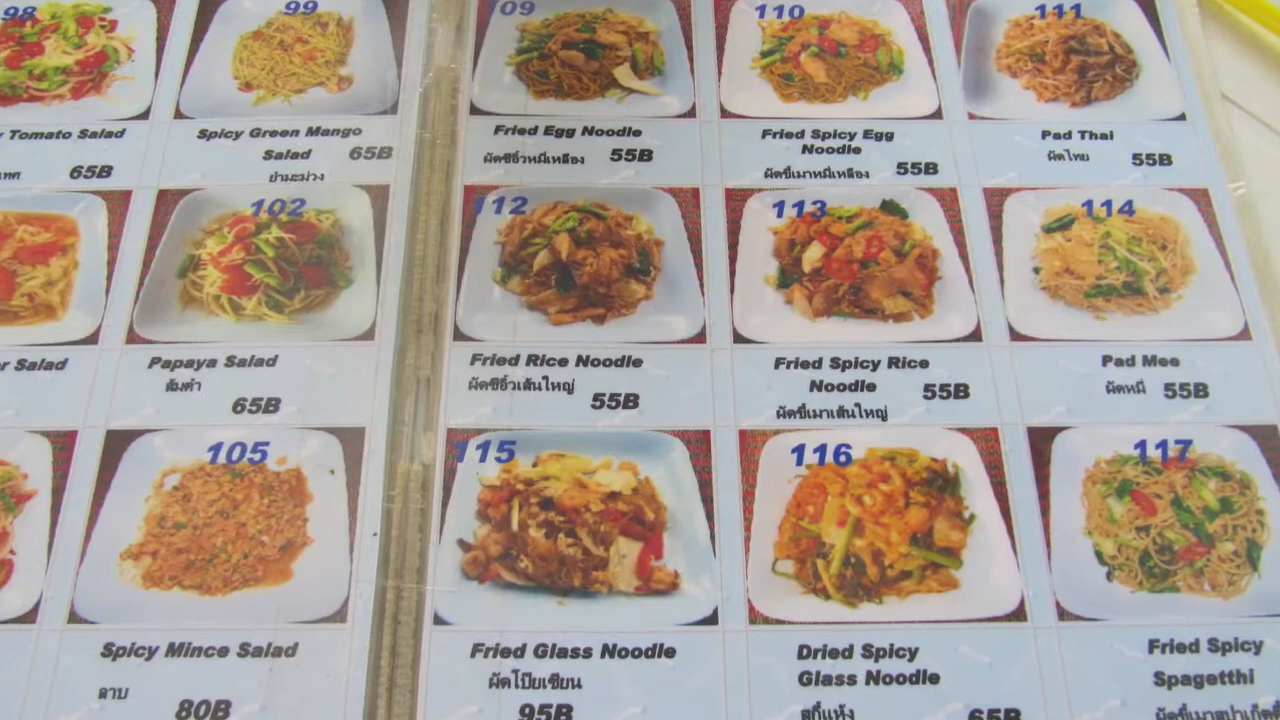 98
99
Tomato Salad
65B
Spicy Green Mango
Salad 65B
ยำมะม่วง
102
Salad
Papaya Salad
ส้มตำ
65B
105
Spicy Mince Salad
ลาบ
80B
109
110
111
Fried Egg Noodle
ผัดซีอิ้วหมี่เหลือง 55B
Fried Spicy Egg
Noodle
ผัดขี้เมาหมี่เหลือง 55B
Pad Thai
ผัดไทย 55B
112
113
114
Fried Rice Noodle
ผัดซีอิ้วเส้นใหญ่ 55B
Fried Spicy Rice
Noodle 55B
ผัดขี้เมาเส้นใหญ่
Pad Mee
ผัดหมี่ 55B
115
116
117
Fried Glass Noodle
ผัดโป๊ยเซียน
95B
Dried Spicy
Glass Noodle
สุกี้แห้ง 65B
Fried Spicy
Spagetthi